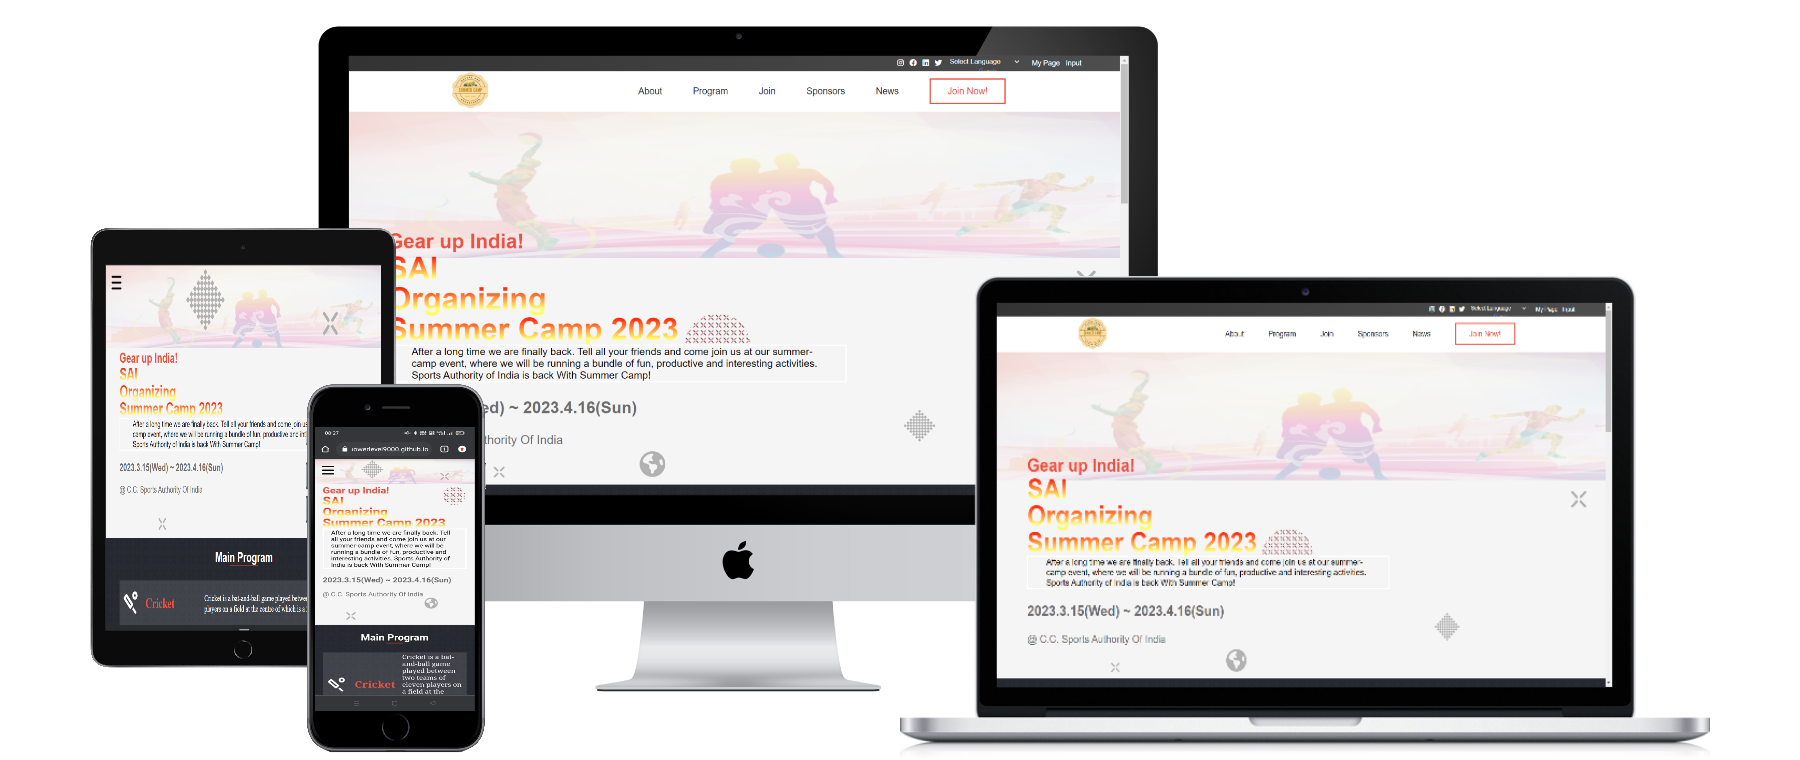 Select Language
My Page Input
SUMMER CAMP
About Program Join Sponsors News Join Now!
Gear up India!
SAI
Organizing
Summer Camp 2023
After a long time we are finally back. Tell all your friends and come join us at our summer-
camp event, where we will be running a bundle of fun, productive and interesting activities.
Sports Authority of India is back With Summer Camp!
ed) ~ 2023.4.16(Sun)
thority Of India
Gear up India!
SAI
Organizing
Summer Camp 2023
After a long time we are finally back. Tell all your friends and come join us
camp event, where we will be running a bundle of fun, productive and int
Sports Authority of India is back With Summer Camp!
2023.3.15(Wed) ~ 2023.4.16(Sun)
@ C.C. Sports Authority Of India
Main Program
Cricket
Cricket is a bat-and-ball game played betwe
players on a field at the centre of which is a
00:27
owerlevel9000.github.io
Gear up India!
SAI
Organizing
Summer Camp 2023
After a long time we are finally back. Tell
all your friends and come join us at our
summer-camp event, where we will be
running a bundle of fun, productive and
interesting activities. Sports Authority of
India is back With Summer Camp!
2023.3.15(Wed) ~ 2023.4.16(Sun)
@ C.C. Sports Authority Of India
Main Program
Cricket
Cricket is a bat-
and-ball game
played between
two teams of
eleven players on
a field at the
Select Language
My Page Input
About Program Join Sponsors News Join Now!
Gear up India!
SAI
Organizing
Summer Camp 2023
After a long time we are finally back. Tell all your friends and come join us at our summer-
camp event, where we will be running a bundle of fun, productive and interesting activities.
Sports Authority of India is back With Summer Camp!
2023.3.15(Wed) ~ 2023.4.16(Sun)
@ C.C. Sports Authority Of India